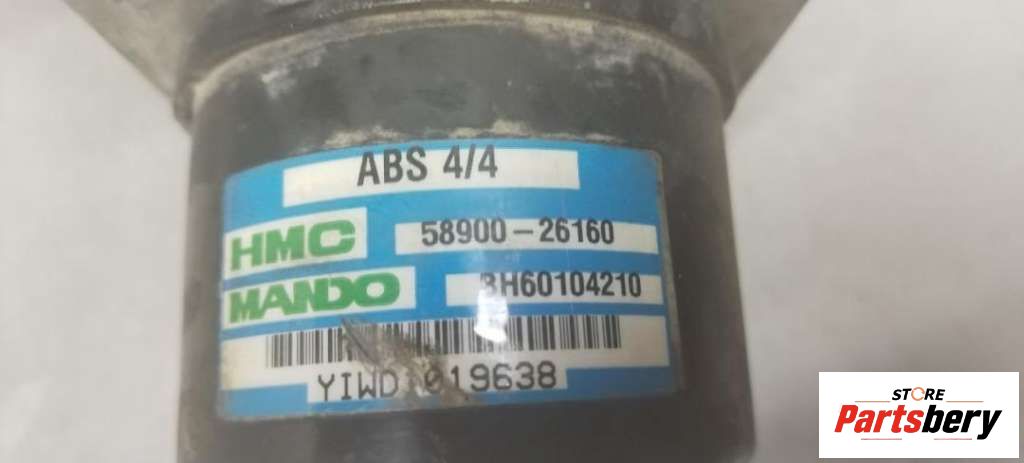 ABS 4/4
HMC 58900-26160
MANDO BH60104210
YIWD 019638
STORE
Partsbery